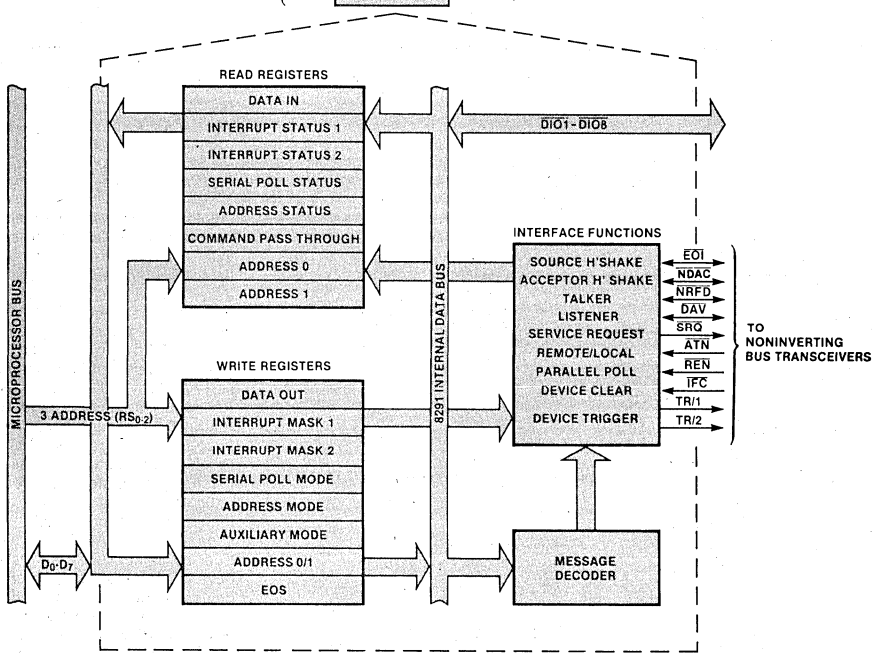 READ REGISTERS
DATA IN
INTERRUPT STATUS 1
INTERRUPT STATUS 2
SERIAL POLL STATUS
ADDRESS STATUS
COMMAND PASS THROUGH
ADDRESS 0
ADDRESS 1
DIO1-DIO8
MICROPROCESSOR BUS
8291 INTERNAL DATA BUS
INTERFACE FUNCTIONS
SOURCE H'SHAKE
ACCEPTOR H' SHAKE
TALKER
LISTENER
SERVICE REQUEST
REMOTE/LOCAL
PARALLEL POLL
DEVICE CLEAR
DEVICE TRIGGER
EOI
NDAC
NRFD
DAV
SRQ
ATN
REN
IFC
TR/1
TR/2
TO
NONINVERTING
BUS TRANSCEIVERS
WRITE REGISTERS
DATA OUT
INTERRUPT MASK 1
INTERRUPT MASK 2
SERIAL POLL MODE
ADDRESS MODE
AUXILIARY MODE
ADDRESS 0/1
EOS
3 ADDRESS (RS0-2)
D0-D7
MESSAGE
DECODER